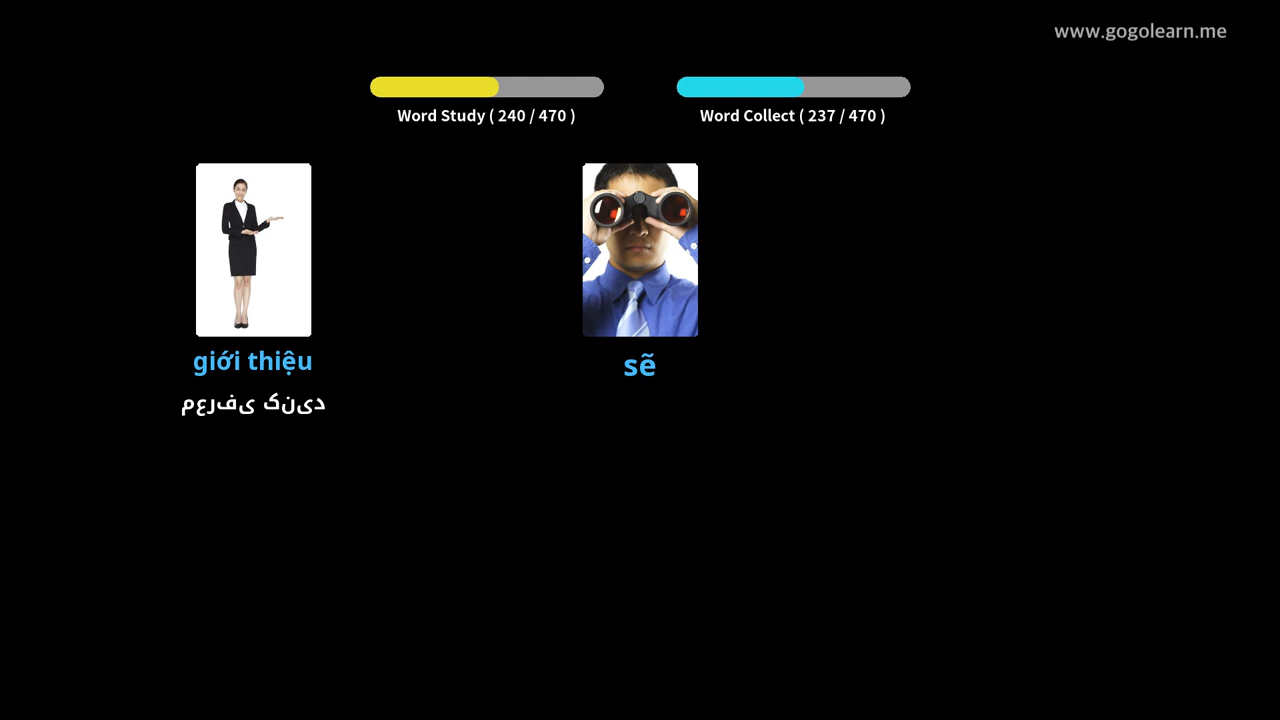 www.gogolearn.me
Word Study ( 240 / 470 )
Word Collect ( 237 / 470 )
giới thiệu
معرفی کنید
sẽ